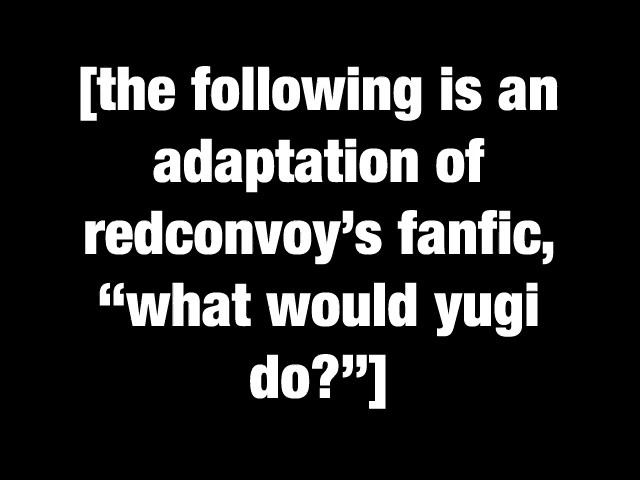 [the following is an
adaptation of
redconvoy’s fanfic,
“what would yugi
do?”]